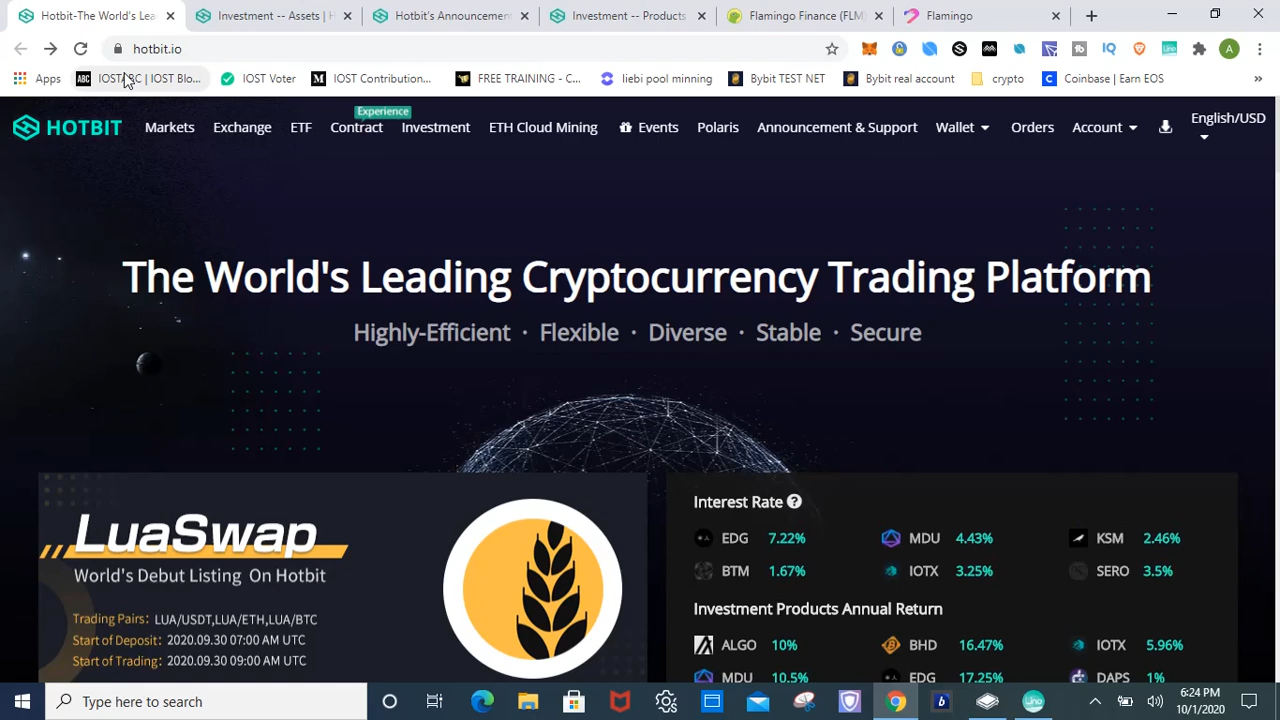 Hotbit-The World's Lea
Investment -- Assets | H
Hotbit's Announcement
Investment -- Products
Flamingo Finance (FLM)
Flamingo
hotbit.io
Apps
ABC
IOSTABC | IOST Blo...
IOST Voter
IOST Contribution...
FREE TRAINING - C...
liebi pool minning
Bybit TEST NET
Bybit real account
crypto
Coinbase | Earn EOS
HOTBIT
Markets
Exchange
ETF
Experience
Contract
Investment
ETH Cloud Mining
Events
Polaris
Announcement & Support
Wallet
Orders
Account
English/USD
The World's Leading Cryptocurrency Trading Platform
Highly-Efficient · Flexible · Diverse · Stable · Secure
LuaSwap
World's Debut Listing On Hotbit
Trading Pairs: LUA/USDT,LUA/ETH,LUA/BTC
Start of Deposit: 2020.09.30 07:00 AM UTC
Start of Trading: 2020.09.30 09:00 AM UTC
Interest Rate ?
EDG 7.22% MDU 4.43% KSM 2.46%
BTM 1.67% IOTX 3.25% SERO 3.5%
Investment Products Annual Return
ALGO 10% BHD 16.47% IOTX 5.96%
MDU 10.5% EDG 17.25% DAPS 1%
Type here to search
6:24 PM
10/1/2020